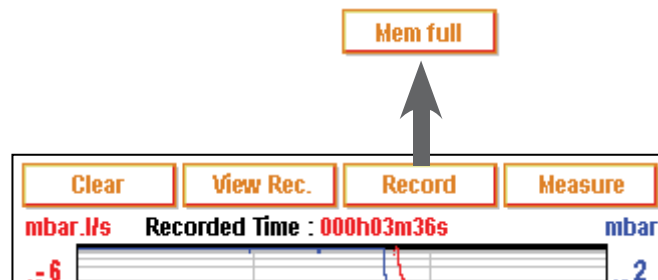 Mem full
Clear View Rec. Record Measure
mbar.l/s Recorded Time : 000h03m36s mbar
- 6 2